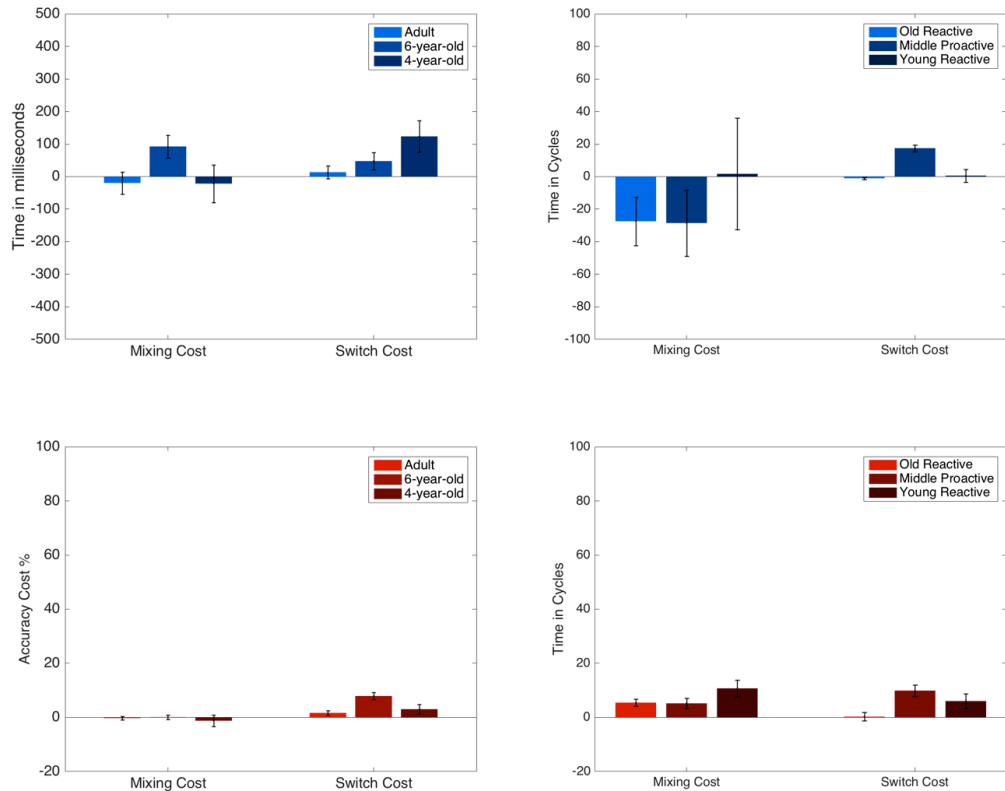 Time in milliseconds
500
400
300
200
100
0
-100
-200
-300
-400
-500
Adult
6-year-old
4-year-old
Mixing Cost
Switch Cost
Time in Cycles
100
80
60
40
20
0
-20
-40
-60
-80
-100
Old Reactive
Middle Proactive
Young Reactive
Mixing Cost
Switch Cost
Accuracy Cost %
100
80
60
40
20
0
-20
Adult
6-year-old
4-year-old
Mixing Cost
Switch Cost
Time in Cycles
100
80
60
40
20
0
-20
Old Reactive
Middle Proactive
Young Reactive
Mixing Cost
Switch Cost